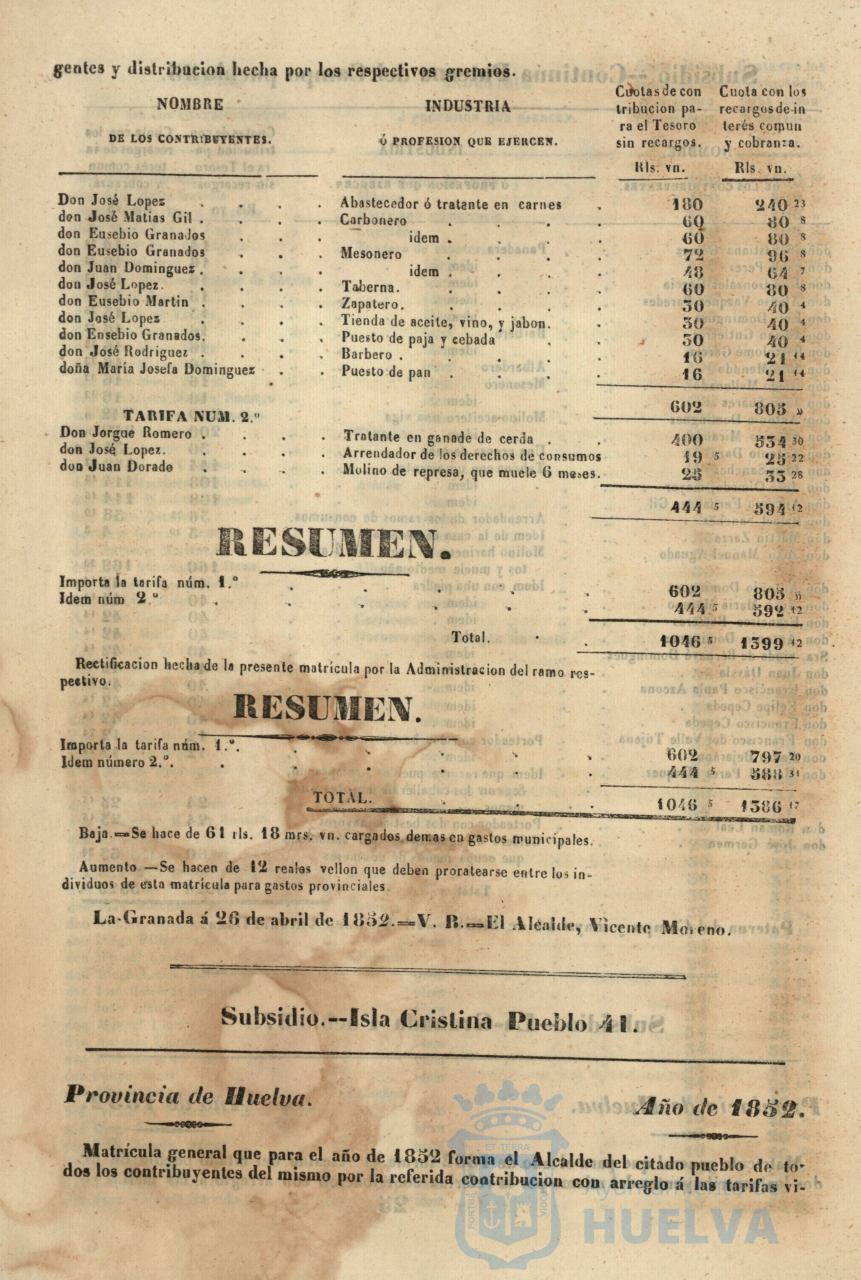 gentes y distribucion hecha por los respectivos gremios.
NOMBRE DE LOS CONTRIBUYENTES. INDUSTRIA Ó PROFESION QUE EJERCEN. Cuotas de con tribucion pa- ra el Tesoro sin recargos. Cuota con los recargos de in terés comun y cobranza.
Rls. vn. Rls. vn.
Don José Lopez . . . . Abastecedor ó tratante en carnes . 180 240 23
don José Matias Gil . . . . Carbonero . . . . 60 80 8
don Eusebio Granados . . . idem . . . . 60 80 8
don Eusebio Granados . . . Mesonero . . . . 72 96 8
don Juan Dominguez . . . . idem . . . . 48 64 7
don José Lopez. . . . . Taberna. . . . . 60 80 8
don Eusebio Martin . . . . Zapatero. . . . . 30 40 4
don José Lopez . . . . Tienda de aceite, vino, y jabon. . 30 40 4
don Ensebio Granados. . . . Puesto de paja y cebada . . 30 40 4
don José Rodriguez . . . . Barbero . . . . . 16 21 14
doña María Josefa Dominguez . . Puesto de pan . . . . 16 21 14
602 805 »
TARIFA NUM. 2.º
Don Jorgue Romero . . . . Tratante en ganade de cerda . . 400 534 30
don José Lopez. . . . . Arrendador de los derechos de consumos 19 5 25 22
don Juan Dorado . . . . Molino de represa, que muele 6 meses. 25 33 28
444 5 594 12
RESUMEN.
Importa la tarifa núm. 1.º . . . . . 602 805 »
Idem núm 2.º . . . . . 444 5 592 12
Total. . . 1046 5 1399 12
Rectificacion hecha de la presente matrícula por la Administracion del ramo res-
pectivo.
RESUMEN.
Importa la tarifa núm. 1.º. . . . . 602 797 20
Idem número 2.º. . . . . . 444 5 588 31
TOTAL. . . . 1046 5 1386 17
Baja.=Se hace de 61 rls. 18 mrs. vn. cargados demas en gastos municipales.
Aumento —Se hacen de 12 reales vellon que deben proratearse entre los in-
dividuos de esta matrícula para gastos provinciales.
La-Granada á 26 de abril de 1852.=V. R.=El Alcalde, Vicente Moreno.
Subsidio.--Isla Cristina Pueblo 41.
Provincia de Huelva. Año de 1852.
Matrícula general que para el año de 1852 forma el Alcalde del citado pueblo de to-
dos los contribuyentes del mismo por la referida contribucion con arreglo á las tarifas vi-
HUELVA